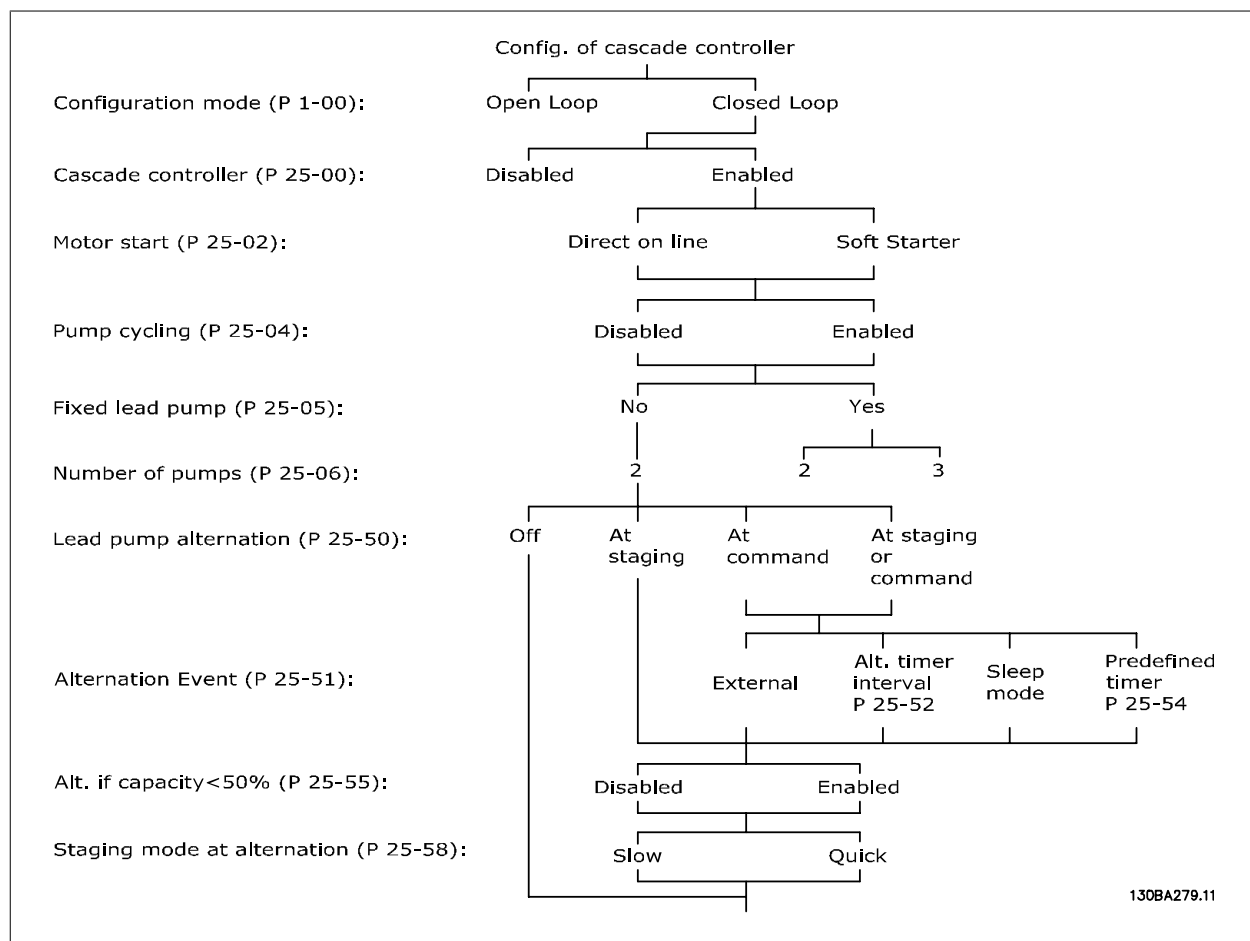 Config. of cascade controller
Configuration mode (P 1-00):
Open Loop
Closed Loop
Cascade controller (P 25-00):
Disabled
Enabled
Motor start (P 25-02):
Direct on line
Soft Starter
Pump cycling (P 25-04):
Disabled
Enabled
Fixed lead pump (P 25-05):
No
Yes
Number of pumps (P 25-06):
2
2
3
Lead pump alternation (P 25-50):
Off
At
staging
At
command
At staging
or
command
Alternation Event (P 25-51):
External
Alt. timer
interval
P 25-52
Sleep
mode
Predefined
timer
P 25-54
Alt. if capacity<50% (P 25-55):
Disabled
Enabled
Staging mode at alternation (P 25-58):
Slow
Quick
130BA279.11